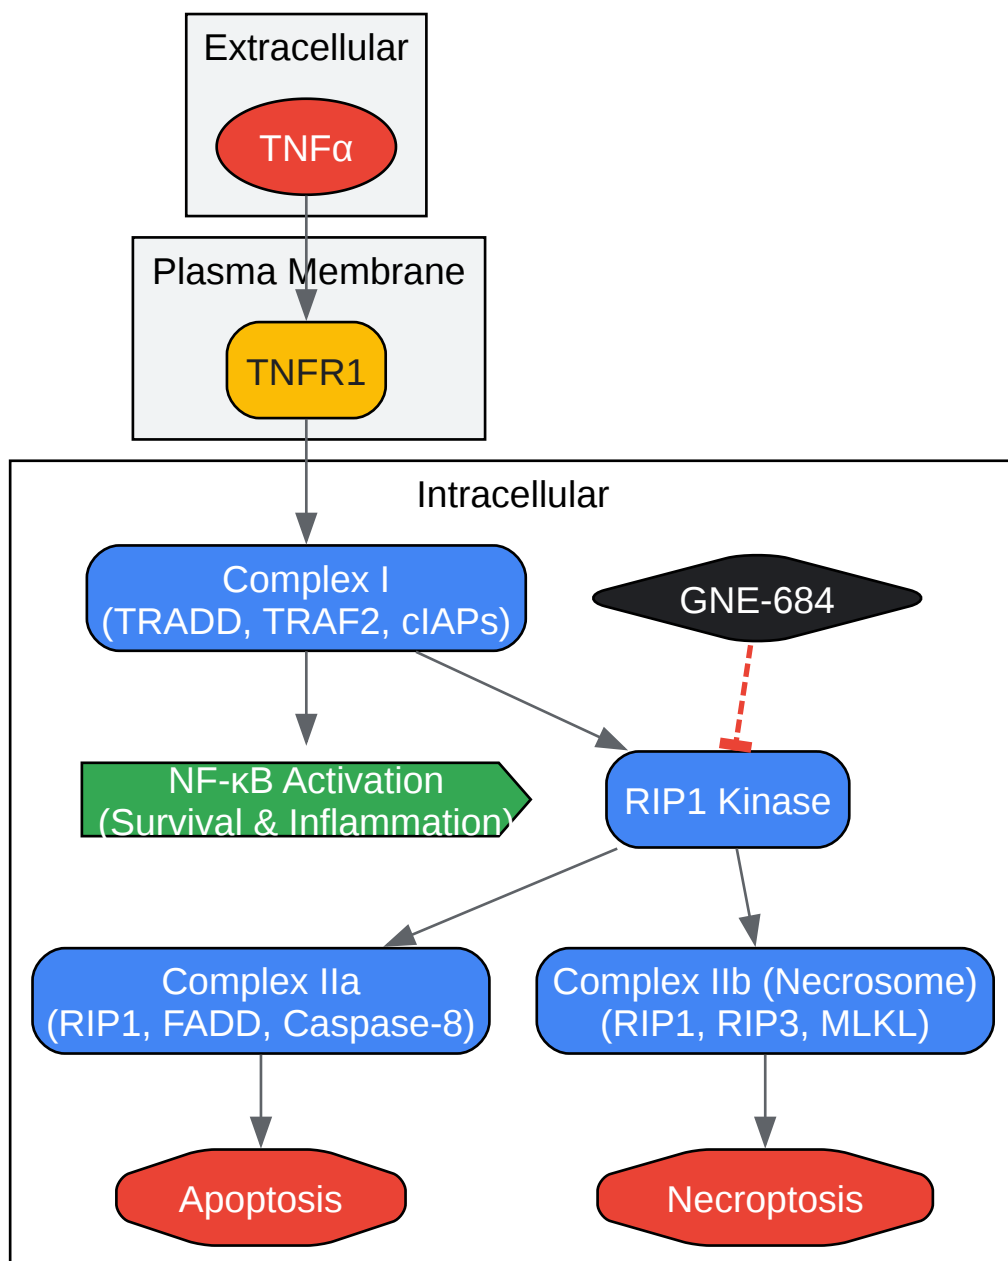 Extracellular
TNFα
Plasma Membrane
TNFR1
Intracellular
Complex I
(TRADD, TRAF2, cIAPs)
GNE-684
NF-κB Activation
(Survival & Inflammation)
RIP1 Kinase
Complex IIa
(RIP1, FADD, Caspase-8)
Complex IIb (Necrosome)
(RIP1, RIP3, MLKL)
Apoptosis
Necroptosis